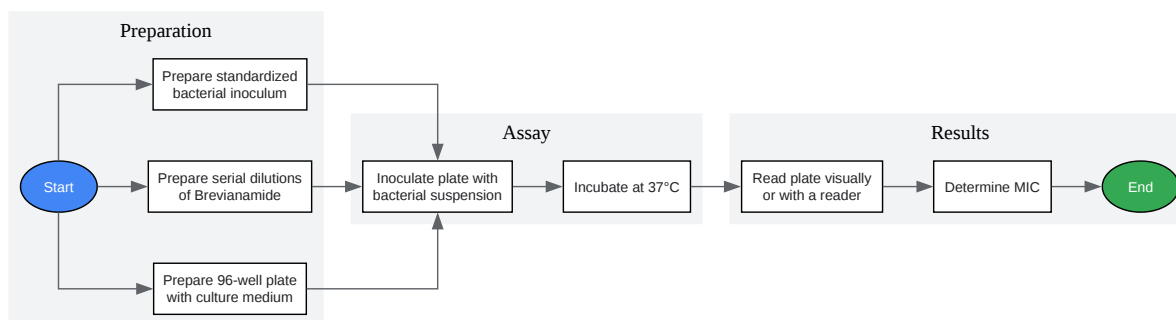 Preparation
Prepare standardized
bacterial inoculum
Start
Prepare serial dilutions
of Brevianamide
Prepare 96-well plate
with culture medium
Assay
Inoculate plate with
bacterial suspension
Incubate at 37°C
Results
Read plate visually
or with a reader
Determine MIC
End